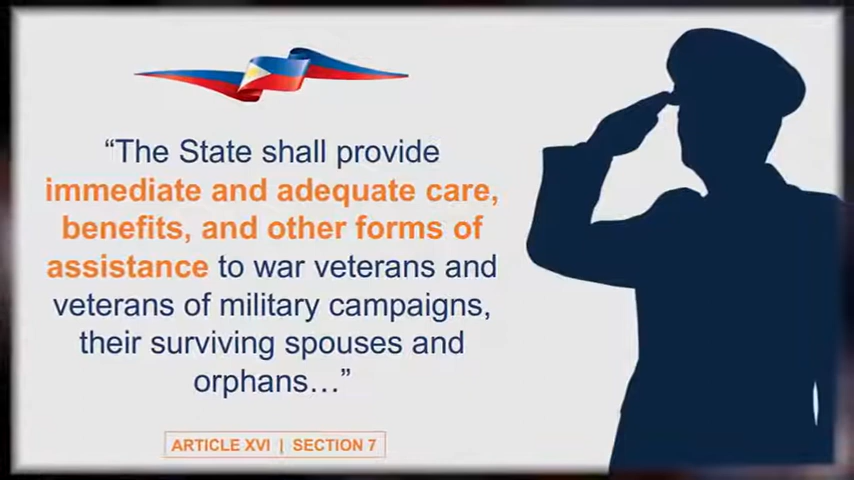 “The State shall provide
immediate and adequate care,
benefits, and other forms of
assistance to war veterans and
veterans of military campaigns,
their surviving spouses and
orphans…”
ARTICLE XVI | SECTION 7